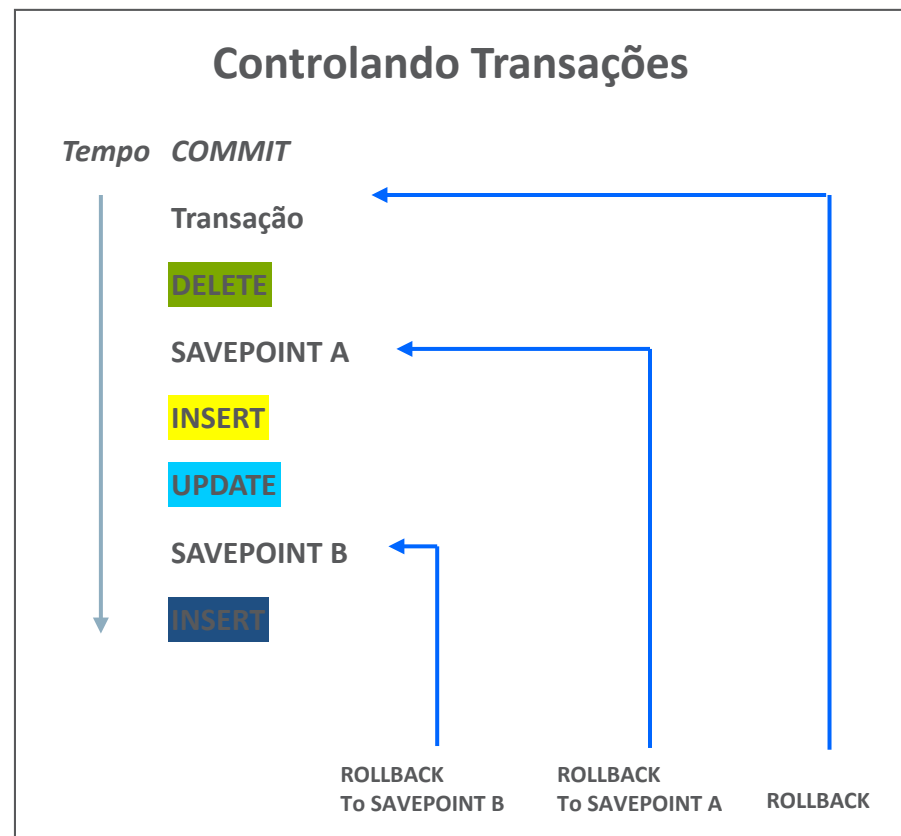 Controlando Transações
Tempo COMMIT
Transação
DELETE
SAVEPOINT A
INSERT
UPDATE
SAVEPOINT B
INSERT
ROLLBACK
To SAVEPOINT B
ROLLBACK
To SAVEPOINT A
ROLLBACK